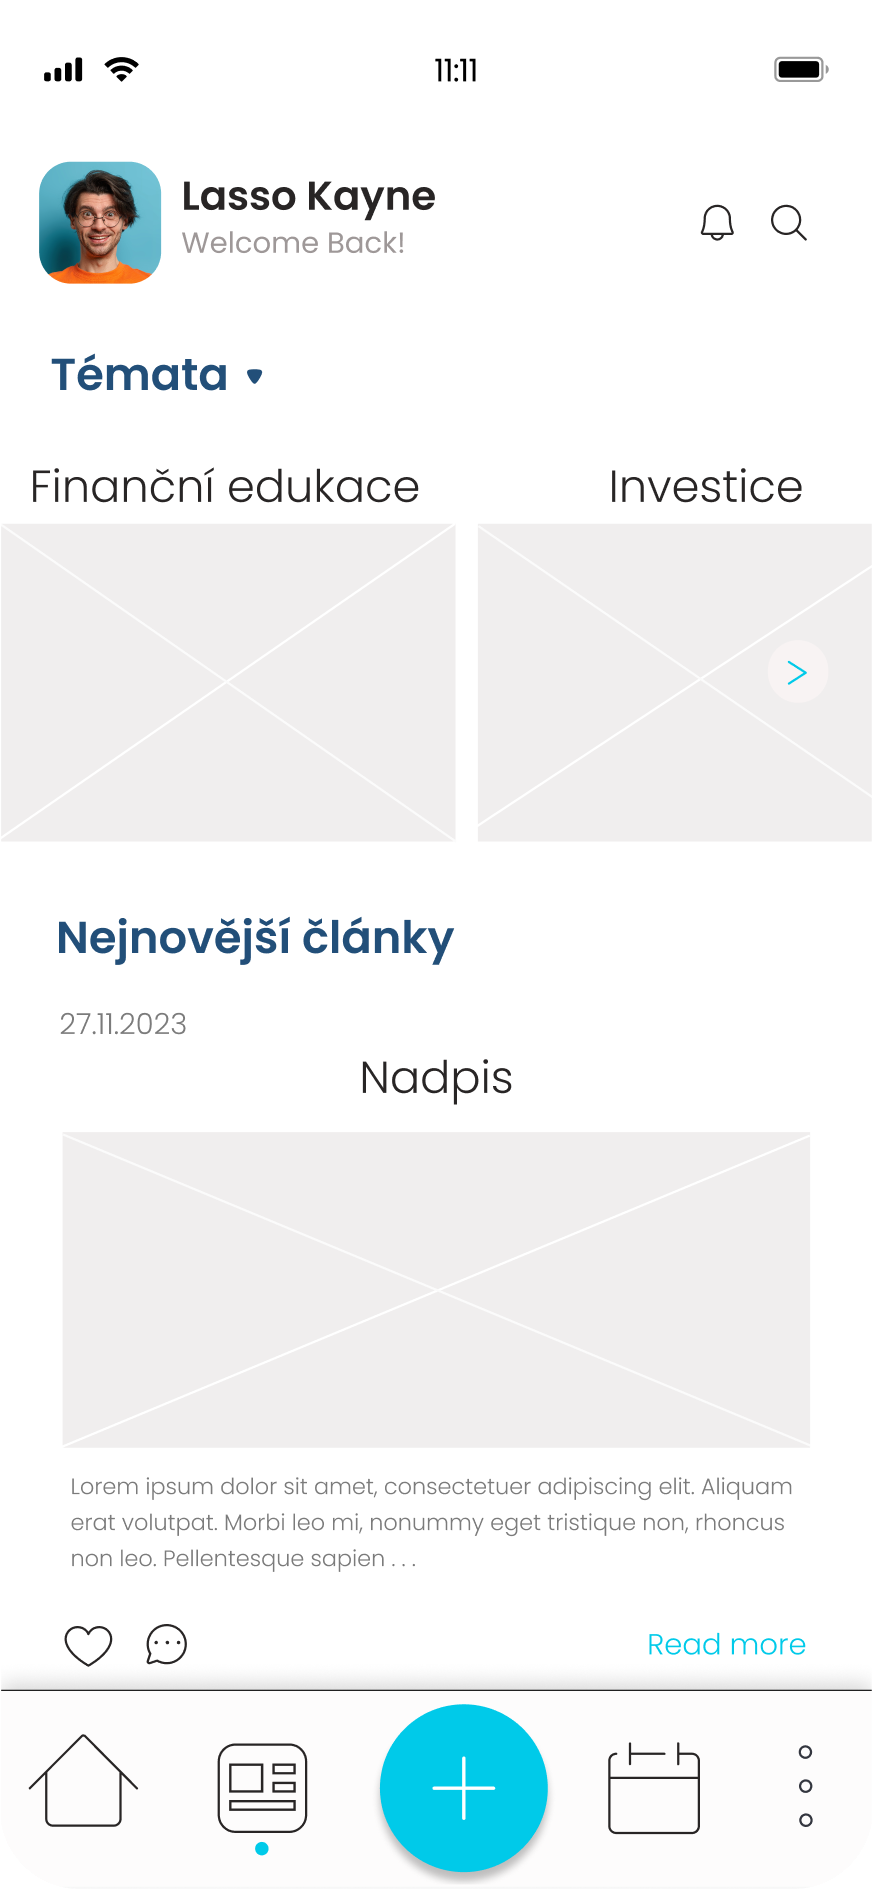 11:11
Lasso Kayne
Welcome Back!
Témata
Finanční edukace
Investice
Nejnovější články
27.11.2023
Nadpis
Lorem ipsum dolor sit amet, consectetuer adipiscing elit. Aliquam
erat volutpat. Morbi leo mi, nonummy eget tristique non, rhoncus
non leo. Pellentesque sapien . . .
Read more